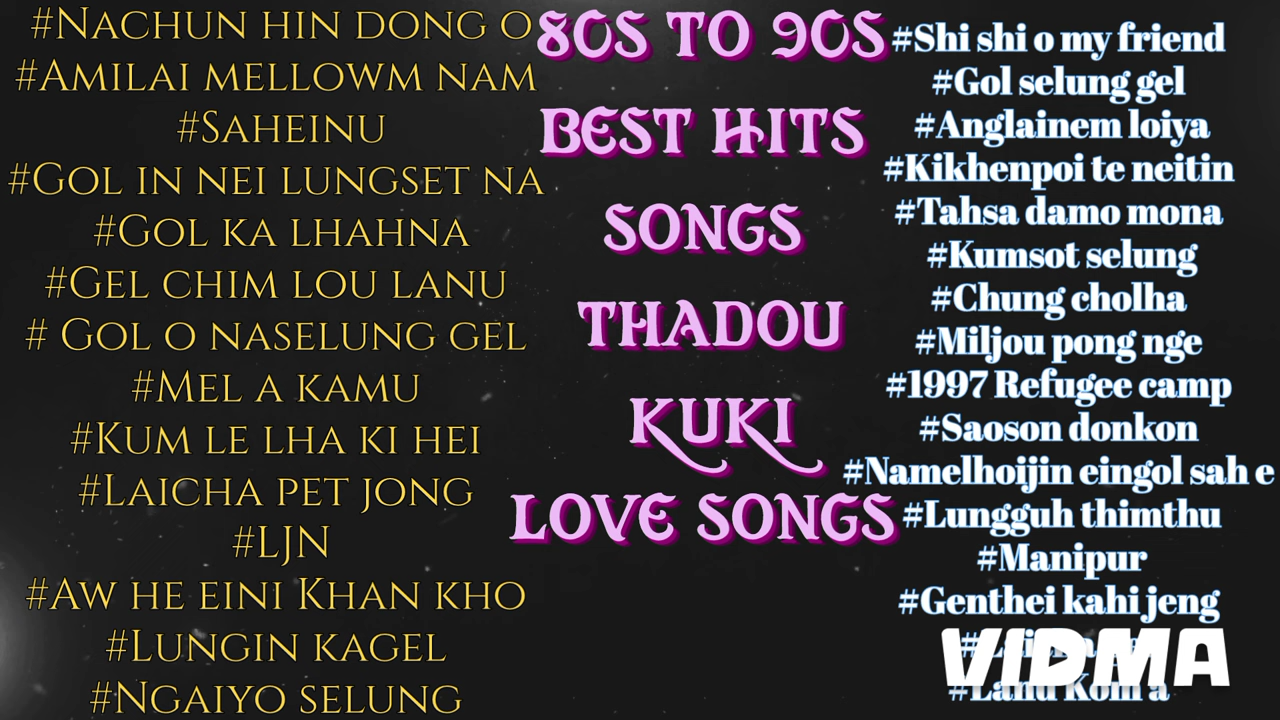 #Nachun hin dong o
#Amilai mellowm nam
#Saheinu
#Gol in nei lungset na
#Gol ka lhahna
#Gel chim lou lanu
# Gol o naselung gel
#Mel a kamu
#Kum le lha ki hei
#Laicha pet jong
#LJN
#Aw he eini Khan kho
#Lungin kagel
#Ngaiyo selung
80s to 90s
Best Hits
Songs
Thadou
Kuki
Love Songs
#Shi shi o my friend
#Gol selung gel
#Anglainem loiya
#Kikhenpoi te neitin
#Tahsa damo mona
#Kumsot selung
#Chung cholha
#Miljou pong nge
#1997 Refugee camp
#Saoson donkon
#Namelhoijin eingol sah e
#Lungguh thimthu
#Manipur
#Genthei kahi jeng
#Lanu Kom a
VIDMA